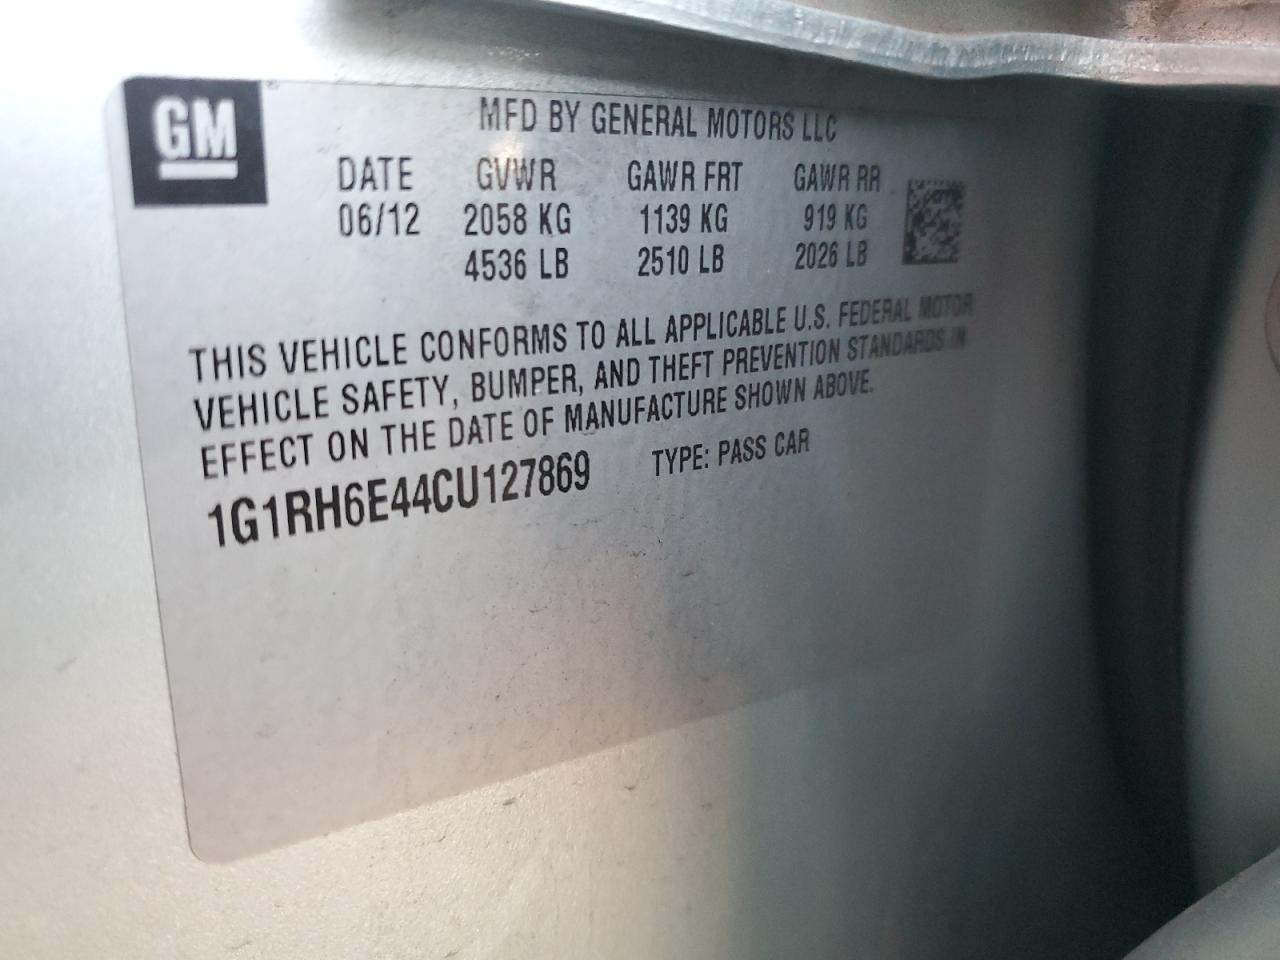 GM
MFD BY GENERAL MOTORS LLC
DATE GVWR GAWR FRT GAWR RR
06/12 2058 KG 1139 KG 919 KG
4536 LB 2510 LB 2026 LB
THIS VEHICLE CONFORMS TO ALL APPLICABLE U.S. FEDERAL MOTOR
VEHICLE SAFETY, BUMPER, AND THEFT PREVENTION STANDARDS IN
EFFECT ON THE DATE OF MANUFACTURE SHOWN ABOVE.
1G1RH6E44CU127869 TYPE: PASS CAR